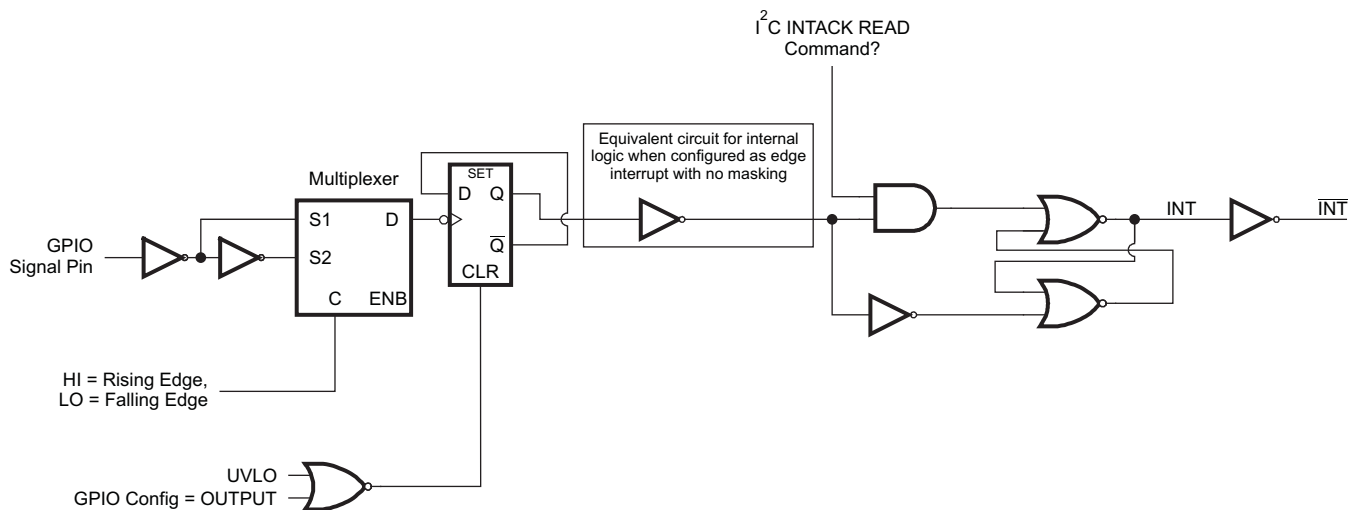 I²C INTACK READ
Command?
Equivalent circuit for internal
logic when configured as edge
interrupt with no masking
Multiplexer
SET
D Q
Q̅
CLR
S1 D
S2
C ENB
GPIO
Signal Pin
INT
I̅N̅T̅
HI = Rising Edge,
LO = Falling Edge
UVLO
GPIO Config = OUTPUT